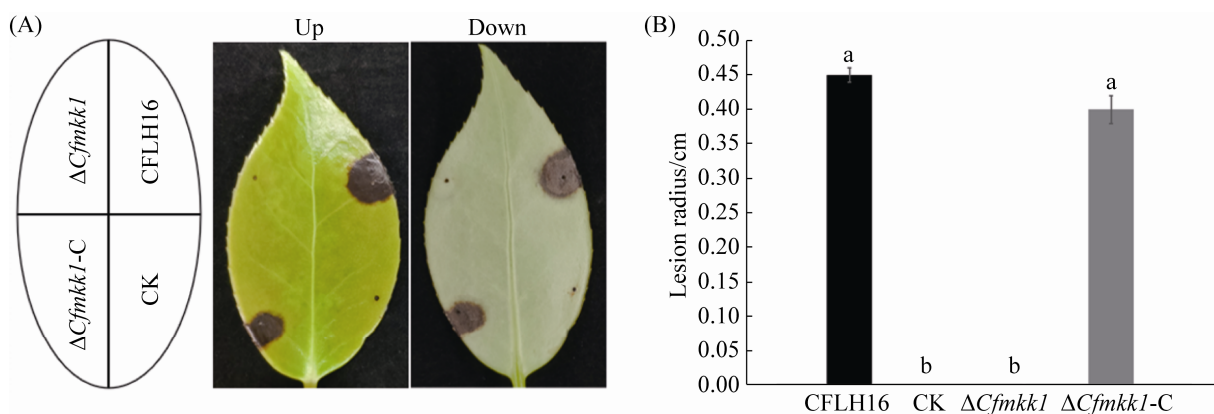 (A)
Up
Down
ΔCfmkk1
CFLH16
ΔCfmkk1-C
CK
(B)
Lesion radius/cm
0.50
0.45
0.40
0.35
0.30
0.25
0.20
0.15
0.10
0.05
0.00
a
b
b
a
CFLH16 CK ΔCfmkk1 ΔCfmkk1-C